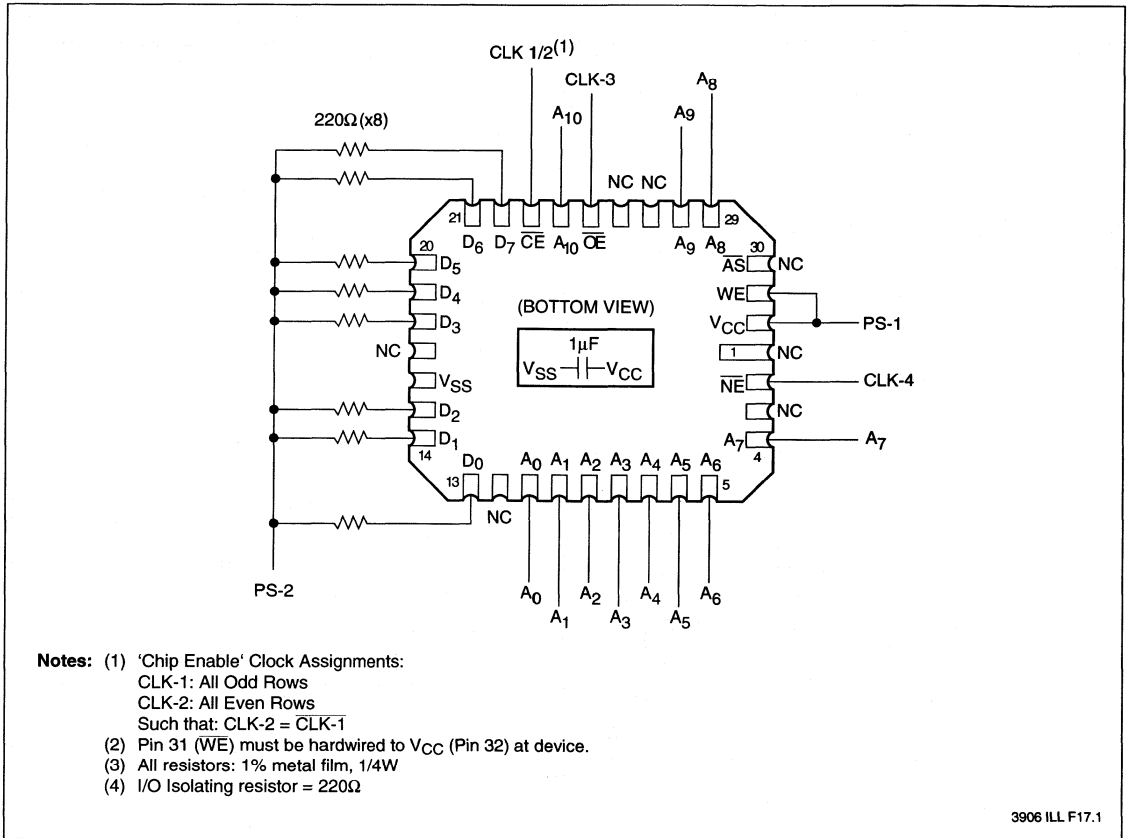 CLK 1/2(1)
CLK-3 A8
A10 A9
220Ω(x8)
NC NC
21 29
D6 D7 C̅E̅ A10 O̅E̅ A9 A8
20 30
D5 A̅S̅ NC
D4 WE
(BOTTOM VIEW)
D3 VCC PS-1
1µF
NC 1 NC
VSS VCC
VSS N̅E̅ CLK-4
D2 NC
D1 A7 A7
14 4
D0 A0 A1 A2 A3 A4 A5 A6
13 5
NC
PS-2
A0 A2 A4 A6
A1 A3 A5
Notes: (1) 'Chip Enable' Clock Assignments:
CLK-1: All Odd Rows
CLK-2: All Even Rows
Such that: CLK-2 = C̅L̅K̅-̅1̅
(2) Pin 31 (W̅E̅) must be hardwired to VCC (Pin 32) at device.
(3) All resistors: 1% metal film, 1/4W
(4) I/O Isolating resistor = 220Ω
3906 ILL F17.1